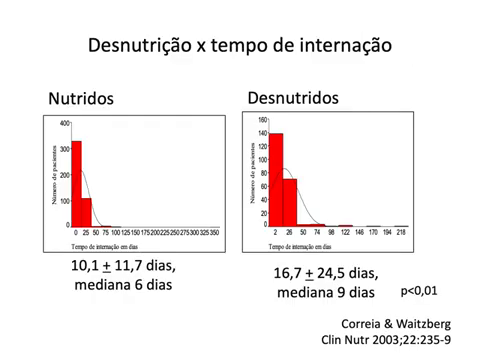 Desnutrição x tempo de internação
Nutridos
Desnutridos
400
300
200
100
0
Número de pacientes
0 25 50 75 100 125 150 175 200 225 250 275 300 325 350
Tempo de internação em dias
160
140
120
100
80
60
40
20
0
Número de pacientes
2 26 50 74 98 122 146 170 194 218
Tempo de internação em dias
10,1 + 11,7 dias,
mediana 6 dias
16,7 + 24,5 dias,
mediana 9 dias
p<0,01
Correia & Waitzberg
Clin Nutr 2003;22:235-9